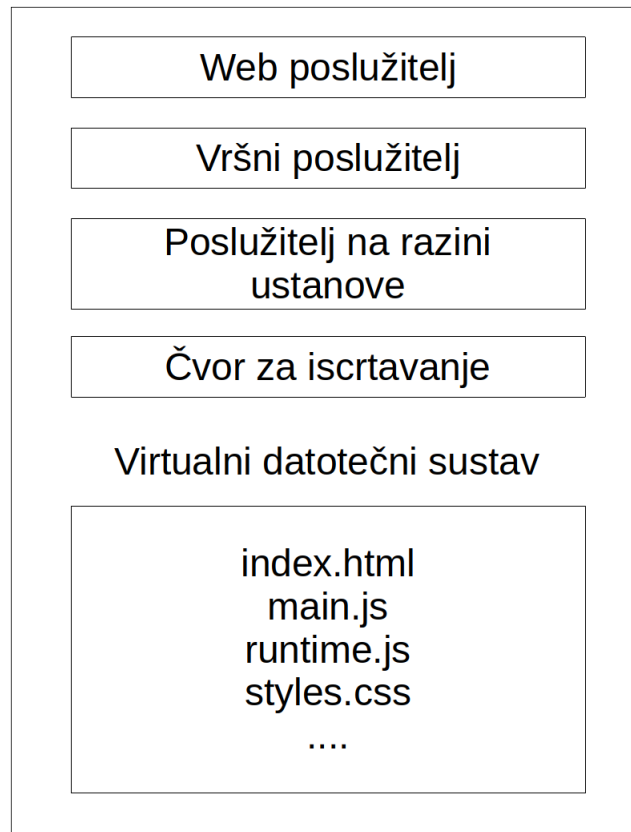 Web poslužitelj
Vršni poslužitelj
Poslužitelj na razini
ustanove
Čvor za iscrtavanje
Virtualni datotečni sustav
index.html
main.js
runtime.js
styles.css
....